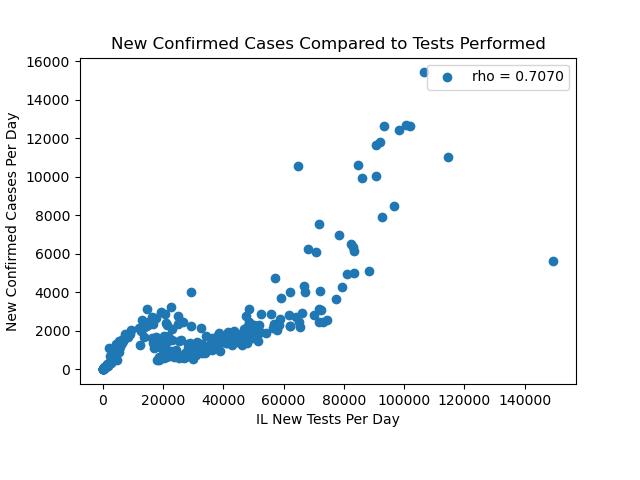 New Confirmed Cases Compared to Tests Performed
rho = 0.7070
New Confirmed Caeses Per Day
16000
14000
12000
10000
8000
6000
4000
2000
0
0 20000 40000 60000 80000 100000 120000 140000
IL New Tests Per Day